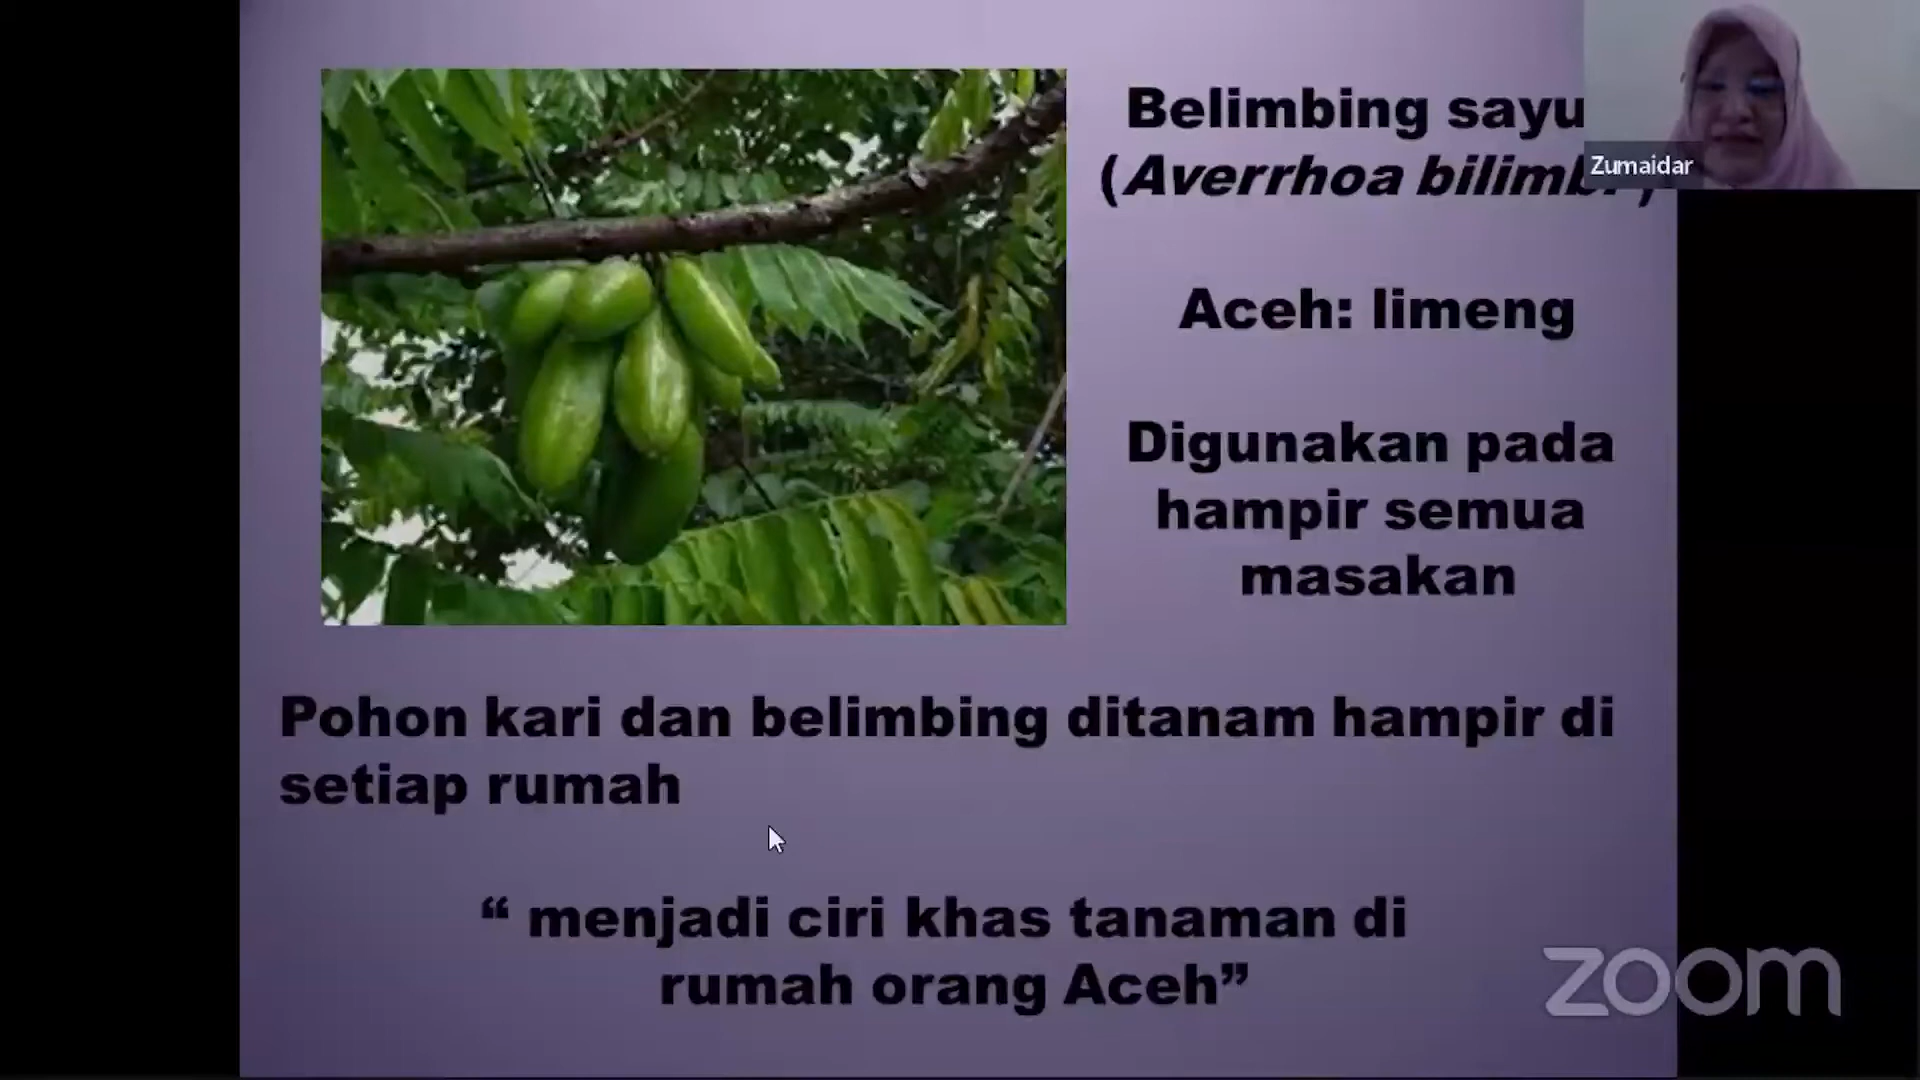 Belimbing sayu
(Averrhoa bilimbi)
Zumaidar
Aceh: limeng
Digunakan pada
hampir semua
masakan
Pohon kari dan belimbing ditanam hampir di
setiap rumah
“ menjadi ciri khas tanaman di
rumah orang Aceh”
zoom